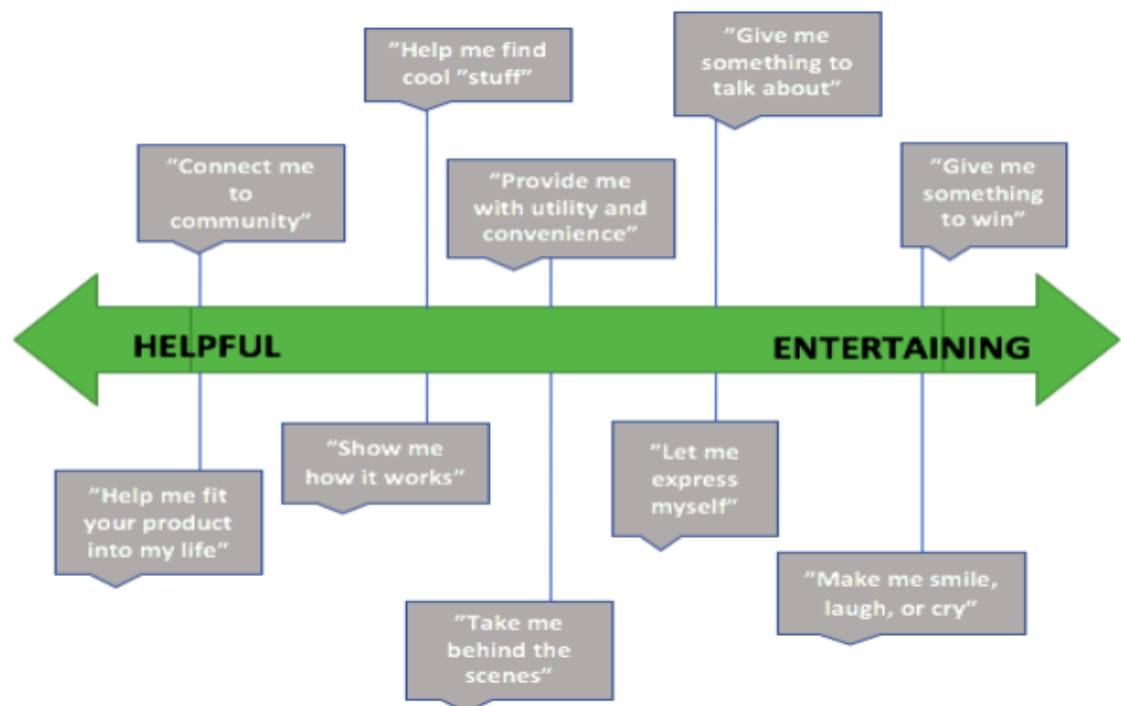 "Help me find
cool "stuff"
"Give me
something to
talk about"
"Connect me
to
community"
"Provide me
with utility and
convenience"
"Give me
something
to win"
HELPFUL
ENTERTAINING
"Show me
how it works"
"Let me
express
myself"
"Help me fit
your product
into my life"
"Make me smile,
laugh, or cry"
"Take me
behind the
scenes"